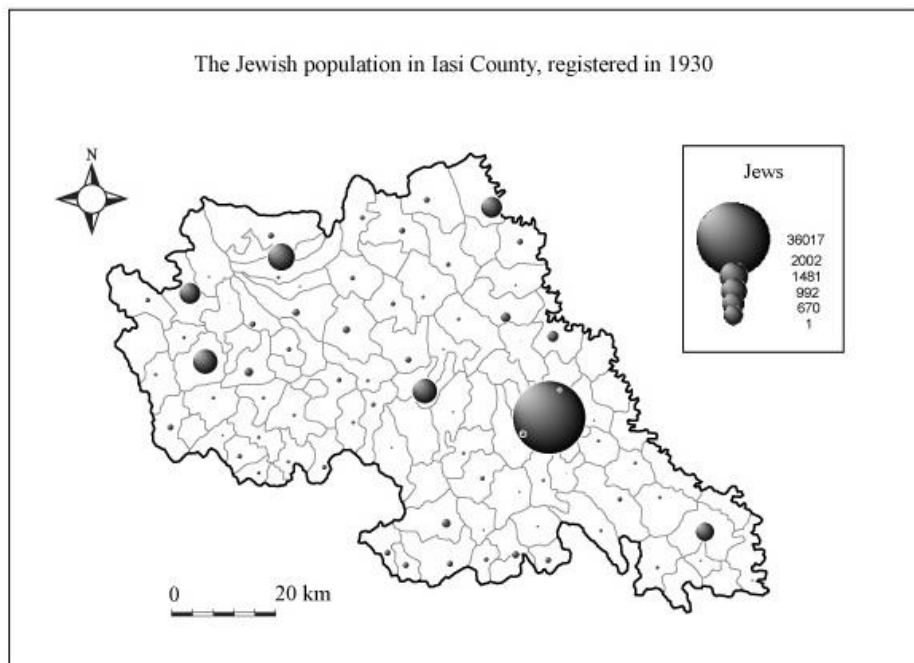 The Jewish population in Iasi County, registered in 1930
N
Jews
36017
2002
1481
992
670
1
0 20 km